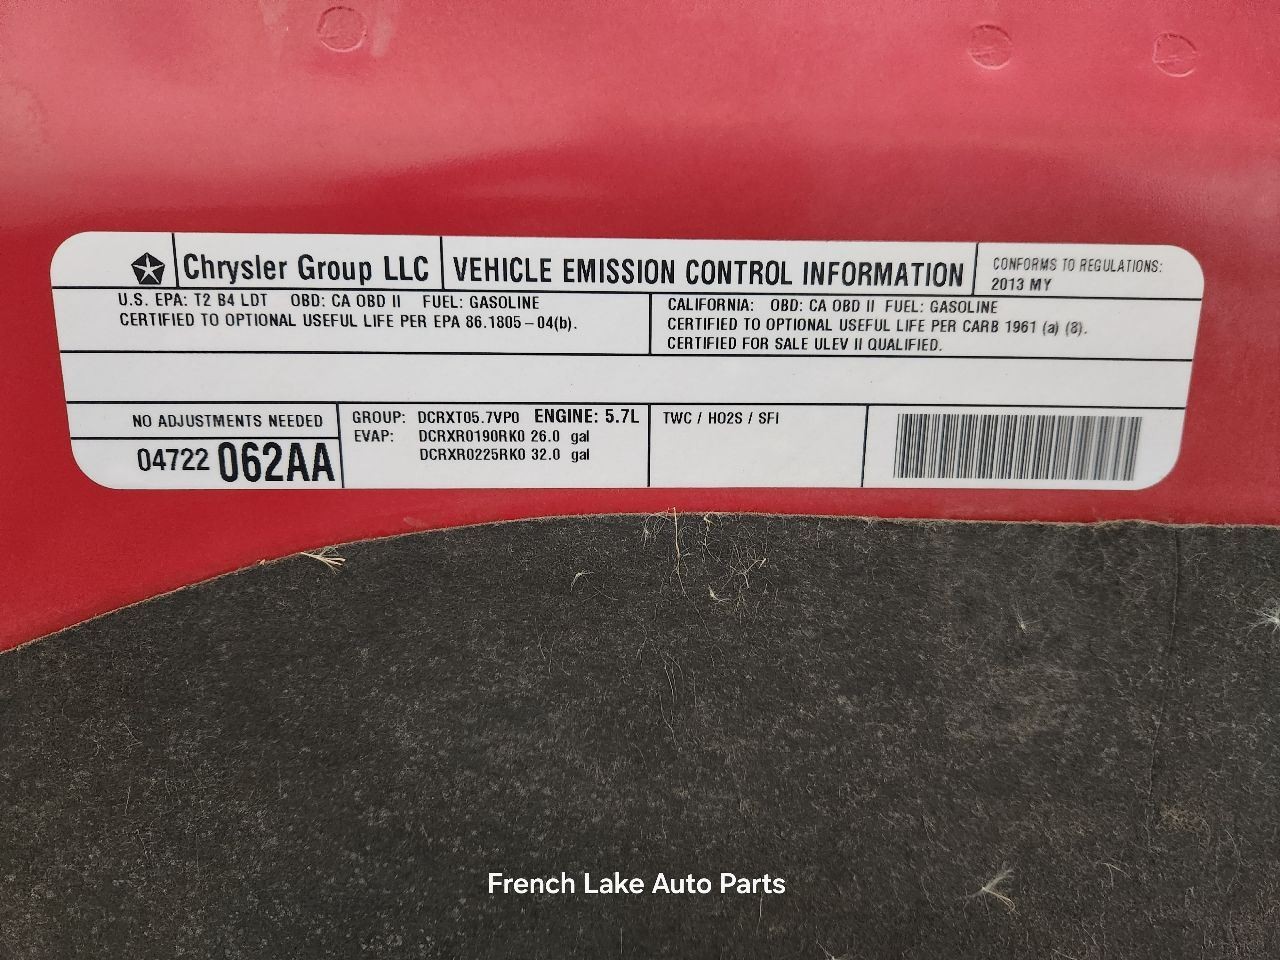 Chrysler Group LLC
VEHICLE EMISSION CONTROL INFORMATION
CONFORMS TO REGULATIONS:
2013 MY
U.S. EPA: T2 B4 LDT OBD: CA OBD II FUEL: GASOLINE
CERTIFIED TO OPTIONAL USEFUL LIFE PER EPA 86.1805-04(b).
CALIFORNIA: OBD: CA OBD II FUEL: GASOLINE
CERTIFIED TO OPTIONAL USEFUL LIFE PER CARB 1961 (a) (8).
CERTIFIED FOR SALE ULEV II QUALIFIED.
NO ADJUSTMENTS NEEDED
04722 062AA
GROUP: DCRXT05.7VP0 ENGINE: 5.7L
EVAP: DCRXR0190RK0 26.0 gal
DCRXR0225RK0 32.0 gal
TWC / HO2S / SFI
French Lake Auto Parts